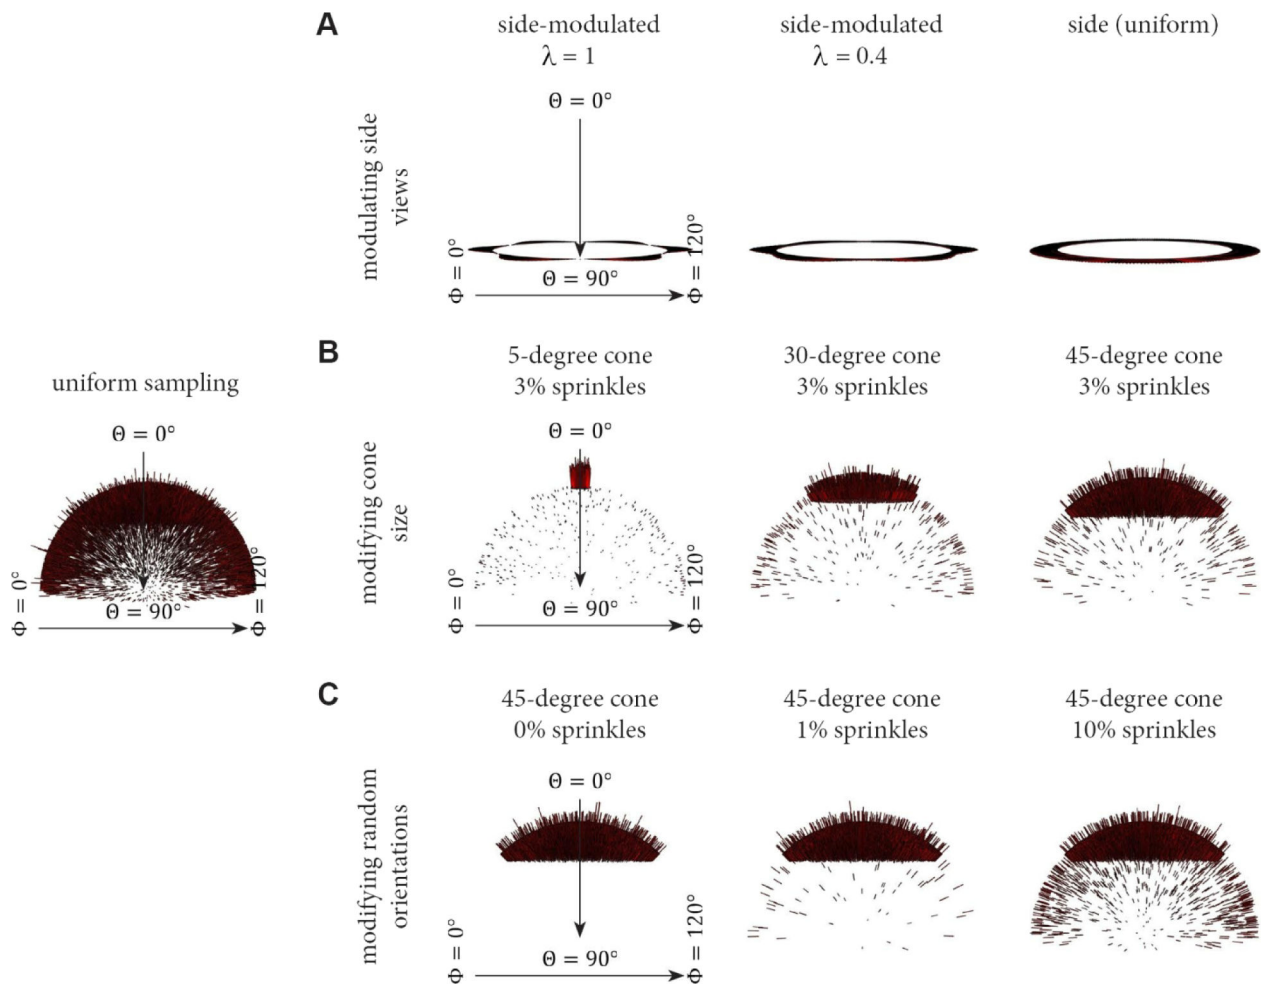 A
side-modulated
λ = 1
side-modulated
λ = 0.4
side (uniform)
modulating side
views
Θ = 0°
Φ = 0°
Θ = 90°
Φ = 120°
uniform sampling
Θ = 0°
Φ = 0°
Θ = 90°
Φ = 120°
B
5-degree cone
3% sprinkles
30-degree cone
3% sprinkles
45-degree cone
3% sprinkles
modifying cone
size
Θ = 0°
Φ = 0°
Θ = 90°
Φ = 120°
C
45-degree cone
0% sprinkles
45-degree cone
1% sprinkles
45-degree cone
10% sprinkles
modifying random
orientations
Θ = 0°
Φ = 0°
Θ = 90°
Φ = 120°